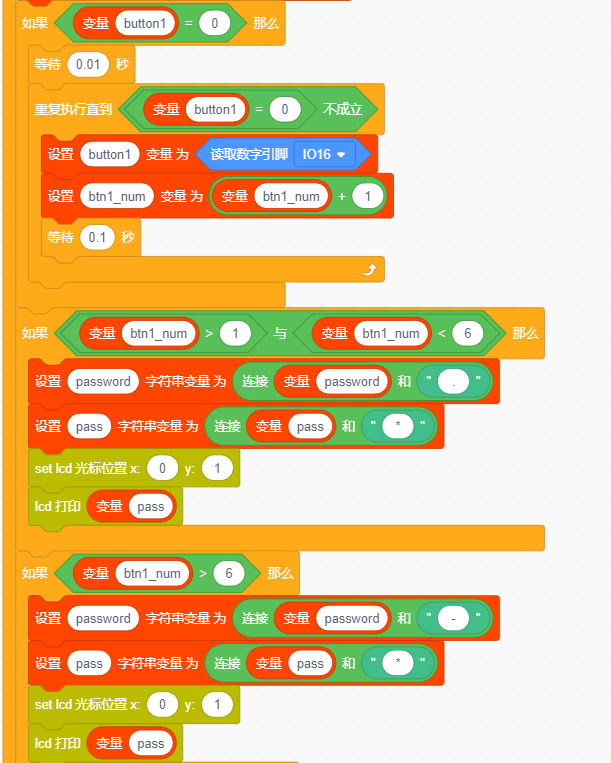 如果 变量 button1 = 0 那么
等待 0.01 秒
重复执行直到 变量 button1 = 0 不成立
设置 button1 变量为 读取数字引脚 IO16
设置 btn1_num 变量为 变量 btn1_num + 1
等待 0.1 秒
如果 变量 btn1_num > 1 与 变量 btn1_num < 6 那么
设置 password 字符串变量为 连接 变量 password 和 " . "
设置 pass 字符串变量为 连接 变量 pass 和 " * "
set lcd 光标位置 x: 0 y: 1
lcd 打印 变量 pass
如果 变量 btn1_num > 6 那么
设置 password 字符串变量为 连接 变量 password 和 " - "
设置 pass 字符串变量为 连接 变量 pass 和 " * "
set lcd 光标位置 x: 0 y: 1
lcd 打印 变量 pass